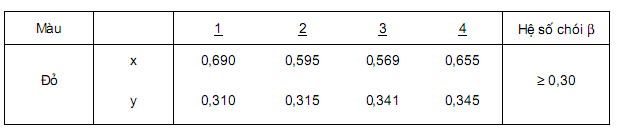 Màu 1 2 3 4 Hệ số chói β
Đỏ x 0,690 0,595 0,569 0,655 ≥ 0,30
y 0,310 0,315 0,341 0,345